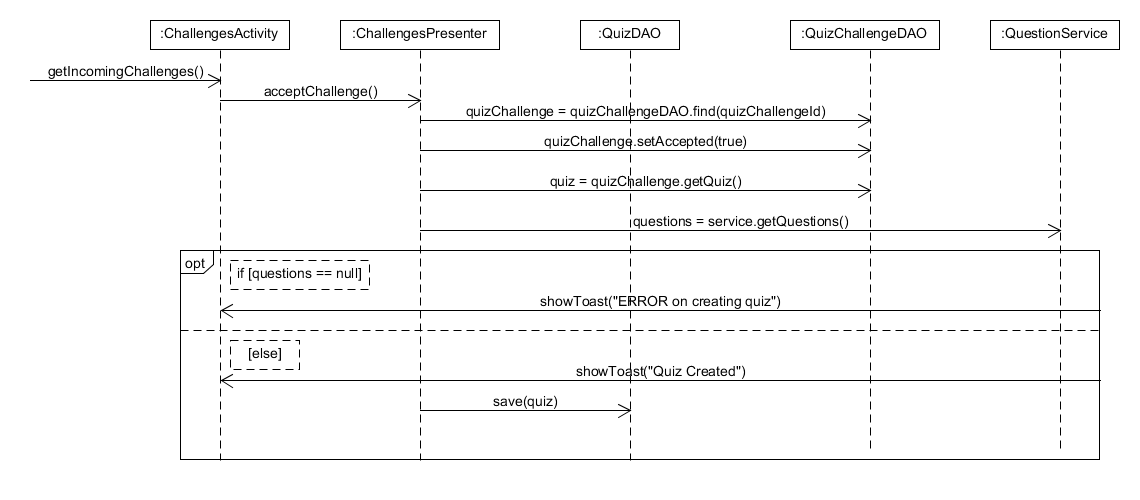 :ChallengesActivity
:ChallengesPresenter
:QuizDAO
:QuizChallengeDAO
:QuestionService
getIncomingChallenges()
acceptChallenge()
quizChallenge = quizChallengeDAO.find(quizChallengeId)
quizChallenge.setAccepted(true)
quiz = quizChallenge.getQuiz()
questions = service.getQuestions()
opt
if [questions == null]
showToast("ERROR on creating quiz")
[else]
showToast("Quiz Created")
save(quiz)